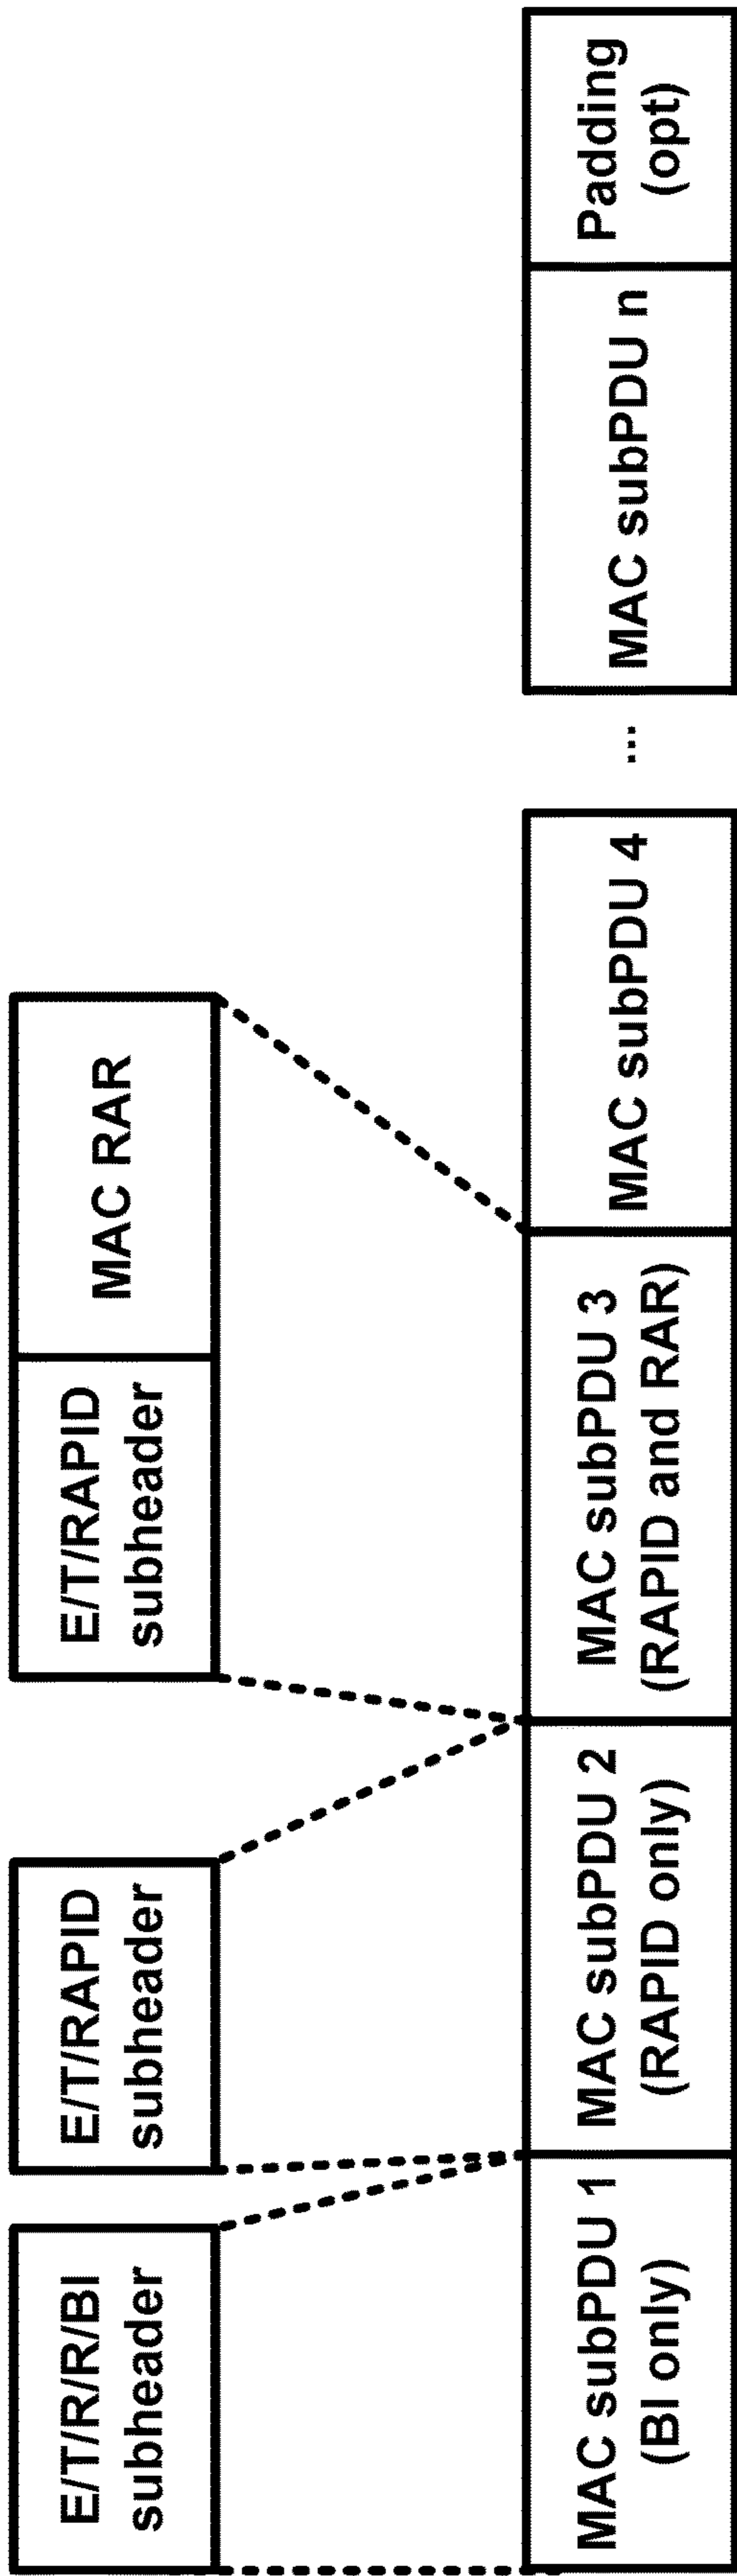 E/T/R/R/BI
subheader
E/T/RAPID
subheader
E/T/RAPID
subheader
MAC RAR
MAC subPDU 1
(BI only)
MAC subPDU 2
(RAPID only)
MAC subPDU 3
(RAPID and RAR)
MAC subPDU 4
...
MAC subPDU n
Padding
(opt)